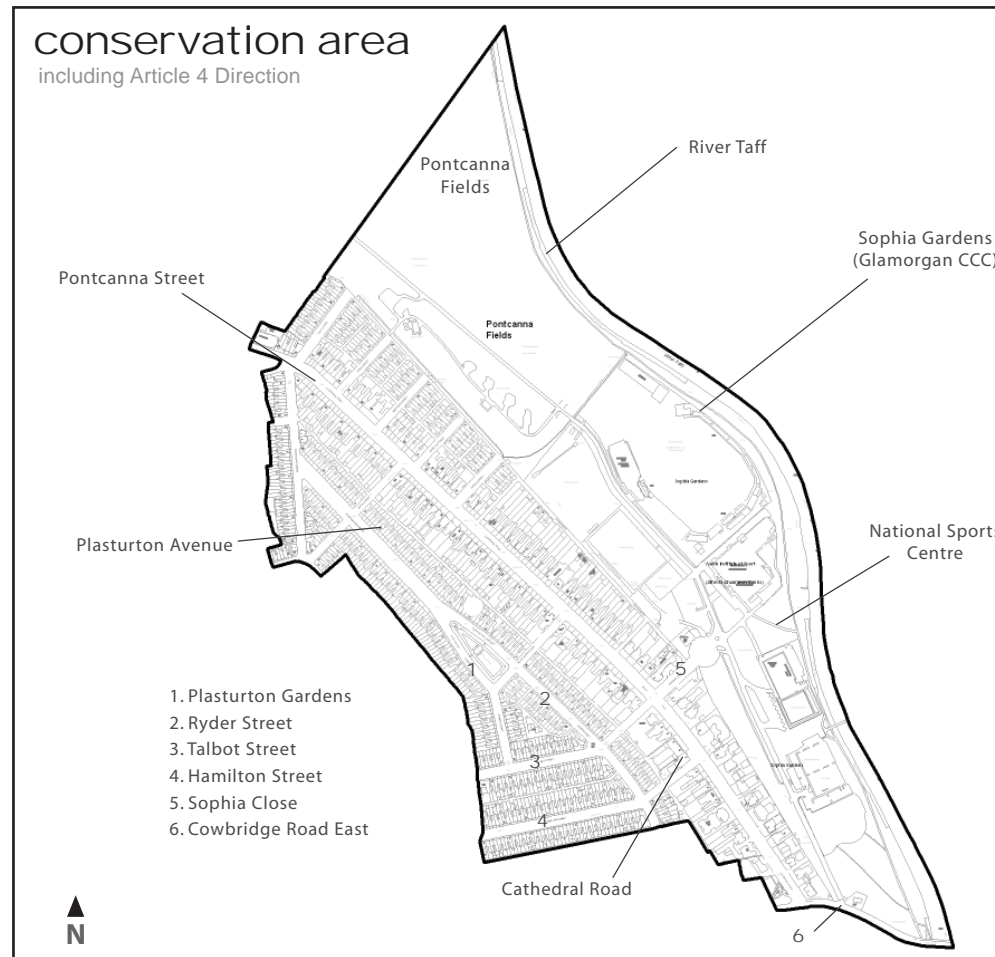 conservation area
including Article 4 Direction
Pontcanna
Fields
River Taff
Sophia Gardens
(Glamorgan CCC)
Pontcanna Street
Pontcanna
Fields
Sophia Gardens
Plasturton Avenue
National Sports
Centre
1
5
2
1. Plasturton Gardens
2. Ryder Street
3. Talbot Street
4. Hamilton Street
5. Sophia Close
6. Cowbridge Road East
3
Sophia Gardens
4
Cathedral Road
6
N